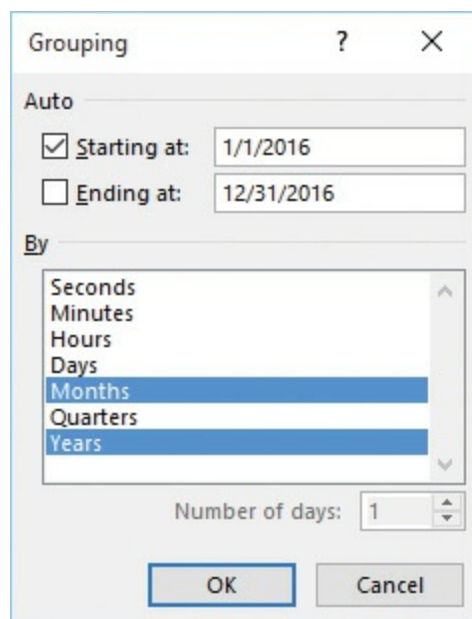 Grouping ? ×
Auto
Starting at: 1/1/2016
Ending at: 12/31/2016
By
Seconds
Minutes
Hours
Days
Months
Quarters
Years
Number of days: 1
OK Cancel